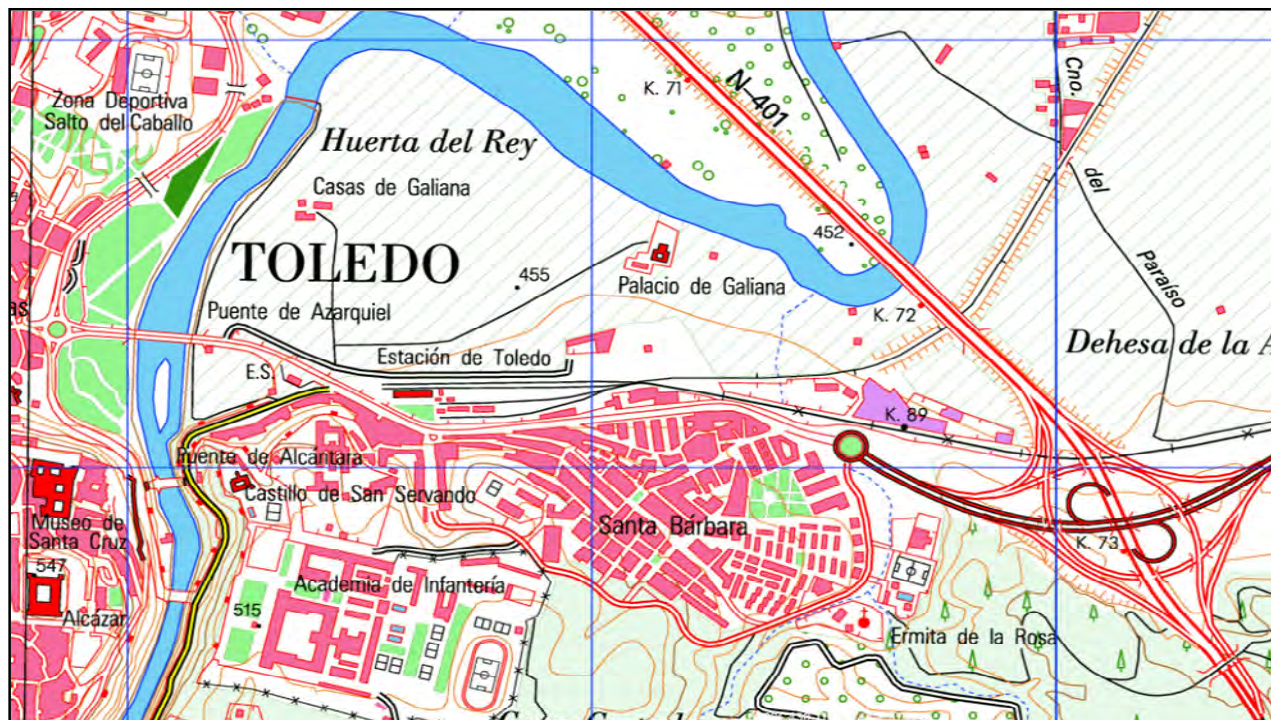 N-401
K. 71
Cno.
del
Paraíso
Zona Deportiva
Salto del Caballo
Huerta del Rey
Casas de Galiana
TOLEDO
452
455
Palacio de Galiana
Puente de Azarquiel
K. 72
Estación de Toledo
Dehesa de la A
as
E.S.
K. 89
Puente de Alcántara
Castillo de San Servando
Museo de
Santa Cruz
Santa Bárbara
K. 73
547
Academia de Infantería
515
Alcázar
Ermita de la Rosa